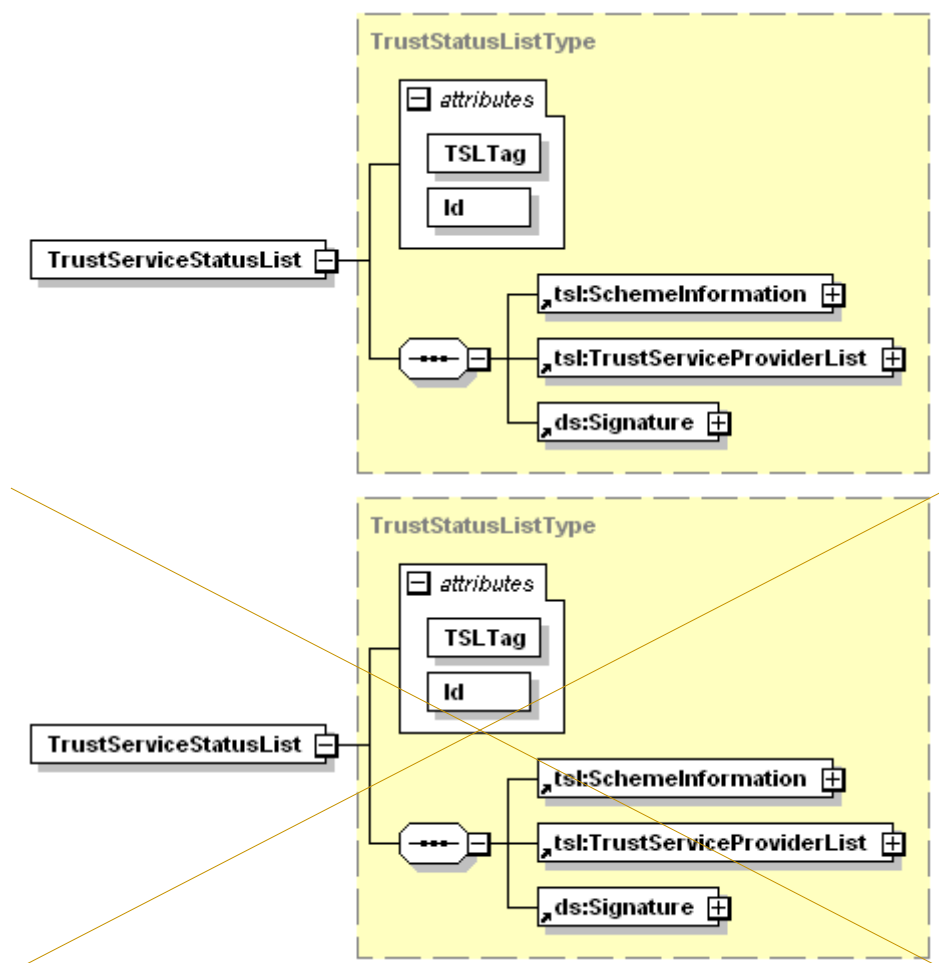 TrustStatusListType
attributes
TSLTag
Id
TrustServiceStatusList
tsl:SchemeInformation
tsl:TrustServiceProviderList
ds:Signature
TrustStatusListType
attributes
TSLTag
Id
TrustServiceStatusList
tsl:SchemeInformation
tsl:TrustServiceProviderList
ds:Signature